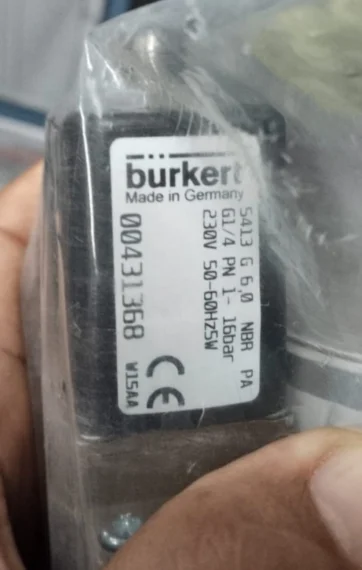 bürkert
Made in Germany
5413 G 6,0 NBR PA
G1/4 PN 1- 16bar
230V 50-60Hz5W
00431368 W15AA
CE